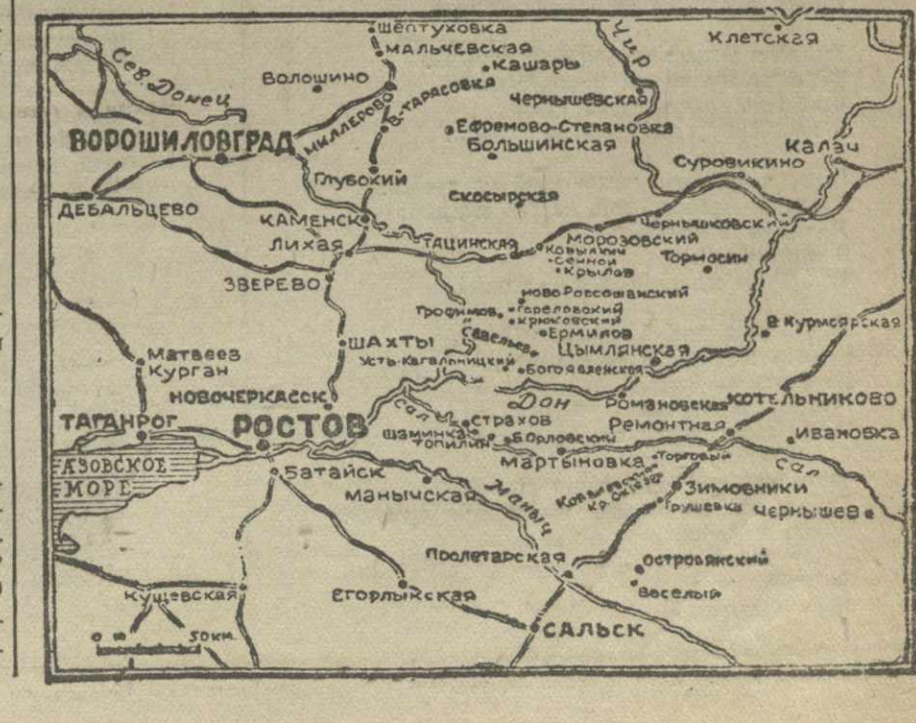 Шептуховка
Мальчевская
Чир
Клетская
Кашары
Сев. Донец
Волошино
Миллерово
В-Тарасовка
Чернышевская
Ефремово-Степановка
Большинская
ВОРОШИЛОВГРАД
Калач
Суровикино
Глубокий
Скосырская
ДЕБАЛЬЦЕВО
КАМЕНСК
Чернышковский
ЛИХАЯ
ТАЦИНСКАЯ
Морозовский
Ковылкин
Сенной
Крылов
Тормосин
ЗВЕРЕВО
Ново Россошанский
Трофимов
Гореловский
Крюковский
Ермилов
В-Курмоярская
ШАХТЫ
Савельев
Цымлянская
Усть-Кагальницкий
Богоявленская
Матвеев
Курган
НОВОЧЕРКАССК
Дон
Романовская
КОТЕЛЬНИКОВО
ТАГАНРОГ
РОСТОВ
Сал
Страхов
Ремонтная
Ивановка
Шаминка
Топилин
Б.Орловский
АЗОВСКОЕ
МОРЕ
Батайск
Мартыновка
Торговый
Сал
Манычская
Маныч
Зимовники
Грушевка
Чернышев
Пролетарская
Островянский
Кущевская
Егорлыкская
Веселый
САЛЬСК
50 км.